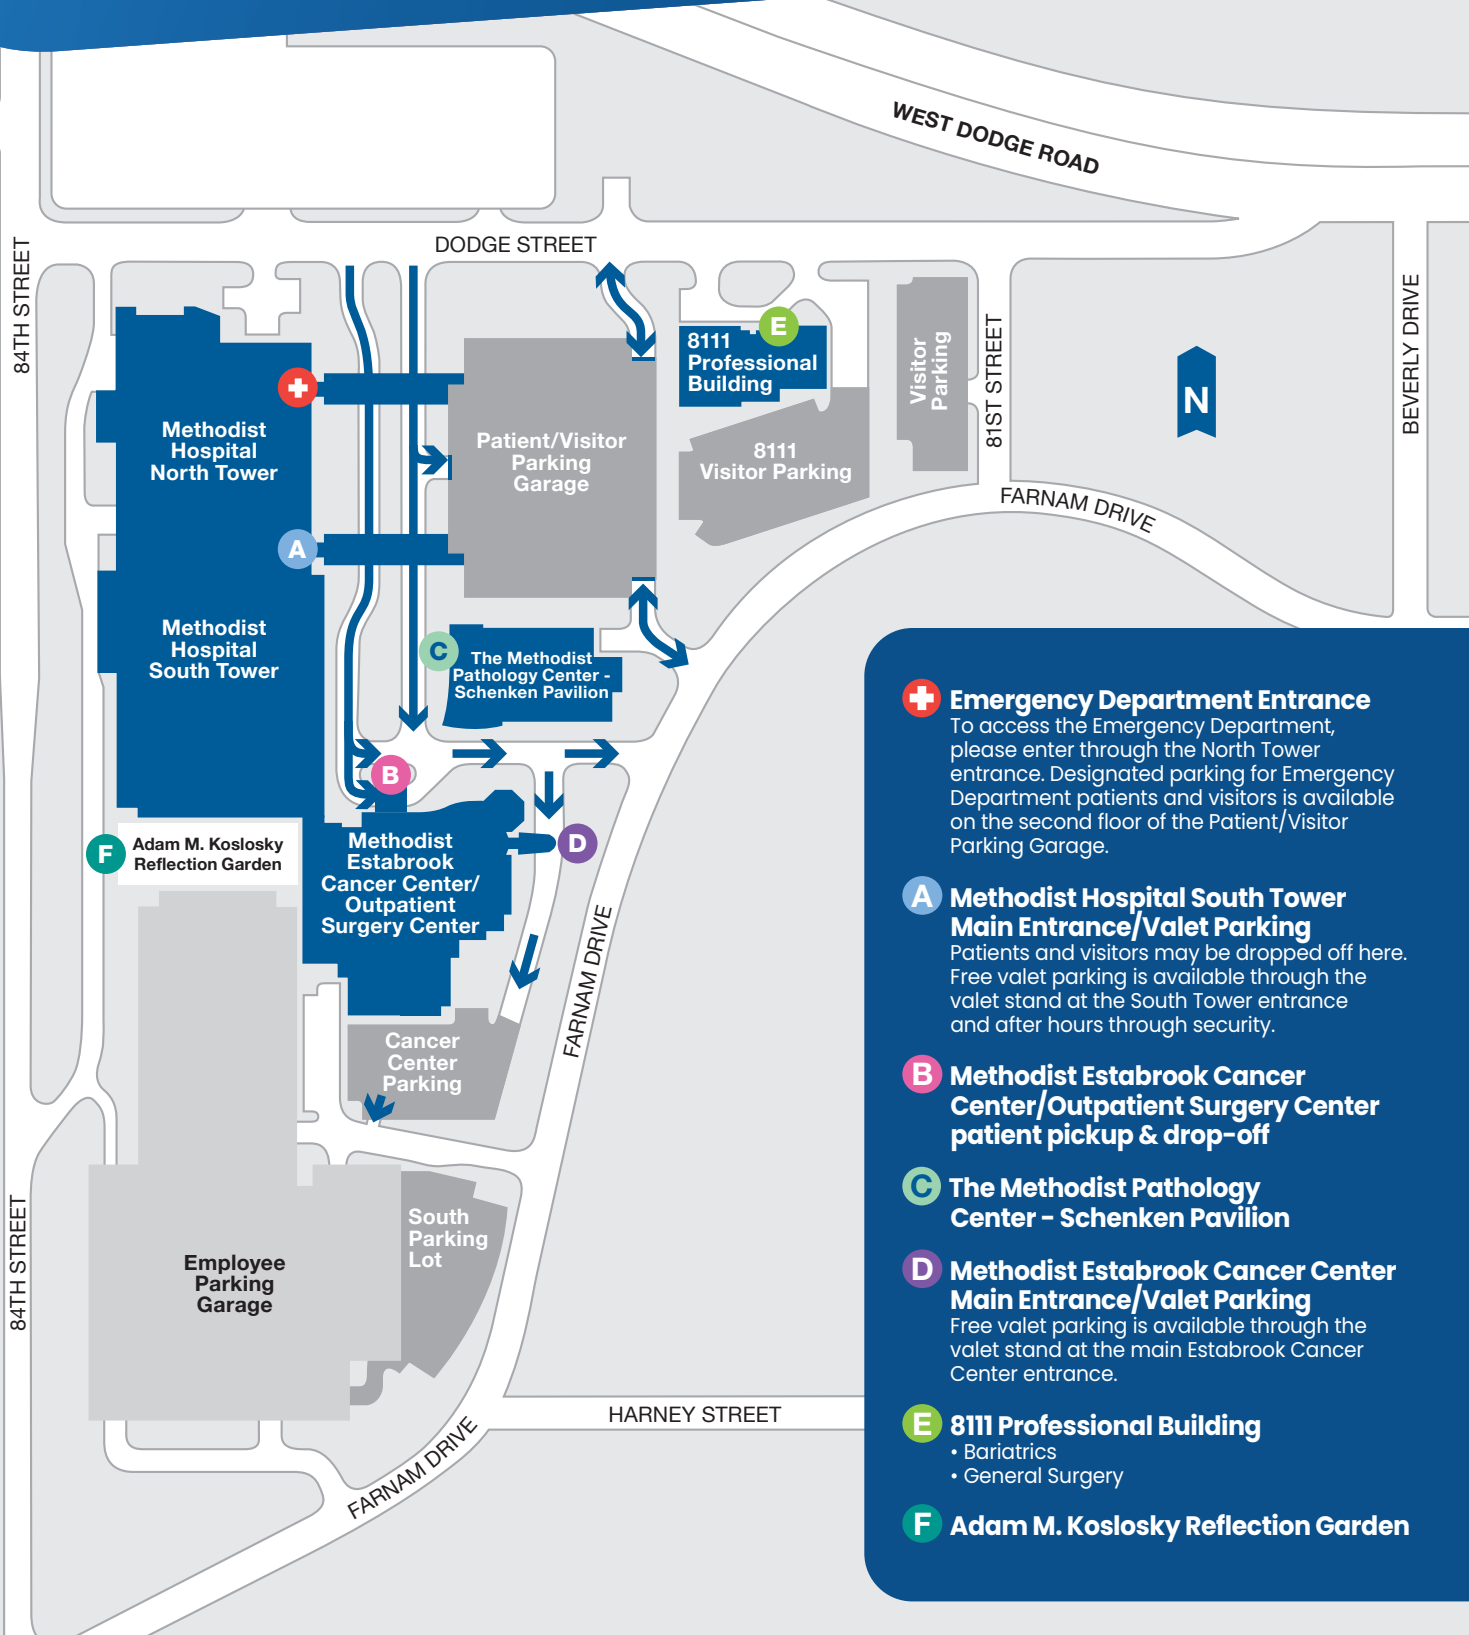 WEST DODGE ROAD
DODGE STREET
84TH STREET
81ST STREET
BEVERLY DRIVE
N
E
8111
Professional
Building
Visitor
Parking
Methodist
Hospital
North Tower
Patient/Visitor
Parking
Garage
8111
Visitor Parking
FARNAM DRIVE
A
Methodist
Hospital
South Tower
C
The Methodist
Pathology Center -
Schenken Pavilion
B
F
Adam M. Koslosky
Reflection Garden
Methodist
Estabrook
Cancer Center/
Outpatient
Surgery Center
D
FARNAM DRIVE
Cancer
Center
Parking
84TH STREET
South
Parking
Lot
Employee
Parking
Garage
HARNEY STREET
FARNAM DRIVE
Emergency Department Entrance
To access the Emergency Department,
please enter through the North Tower
entrance. Designated parking for Emergency
Department patients and visitors is available
on the second floor of the Patient/Visitor
Parking Garage.
A Methodist Hospital South Tower
Main Entrance/Valet Parking
Patients and visitors may be dropped off here.
Free valet parking is available through the
valet stand at the South Tower entrance
and after hours through security.
B Methodist Estabrook Cancer
Center/Outpatient Surgery Center
patient pickup & drop-off
C The Methodist Pathology
Center - Schenken Pavilion
D Methodist Estabrook Cancer Center
Main Entrance/Valet Parking
Free valet parking is available through the
valet stand at the main Estabrook Cancer
Center entrance.
E 8111 Professional Building
• Bariatrics
• General Surgery
F Adam M. Koslosky Reflection Garden